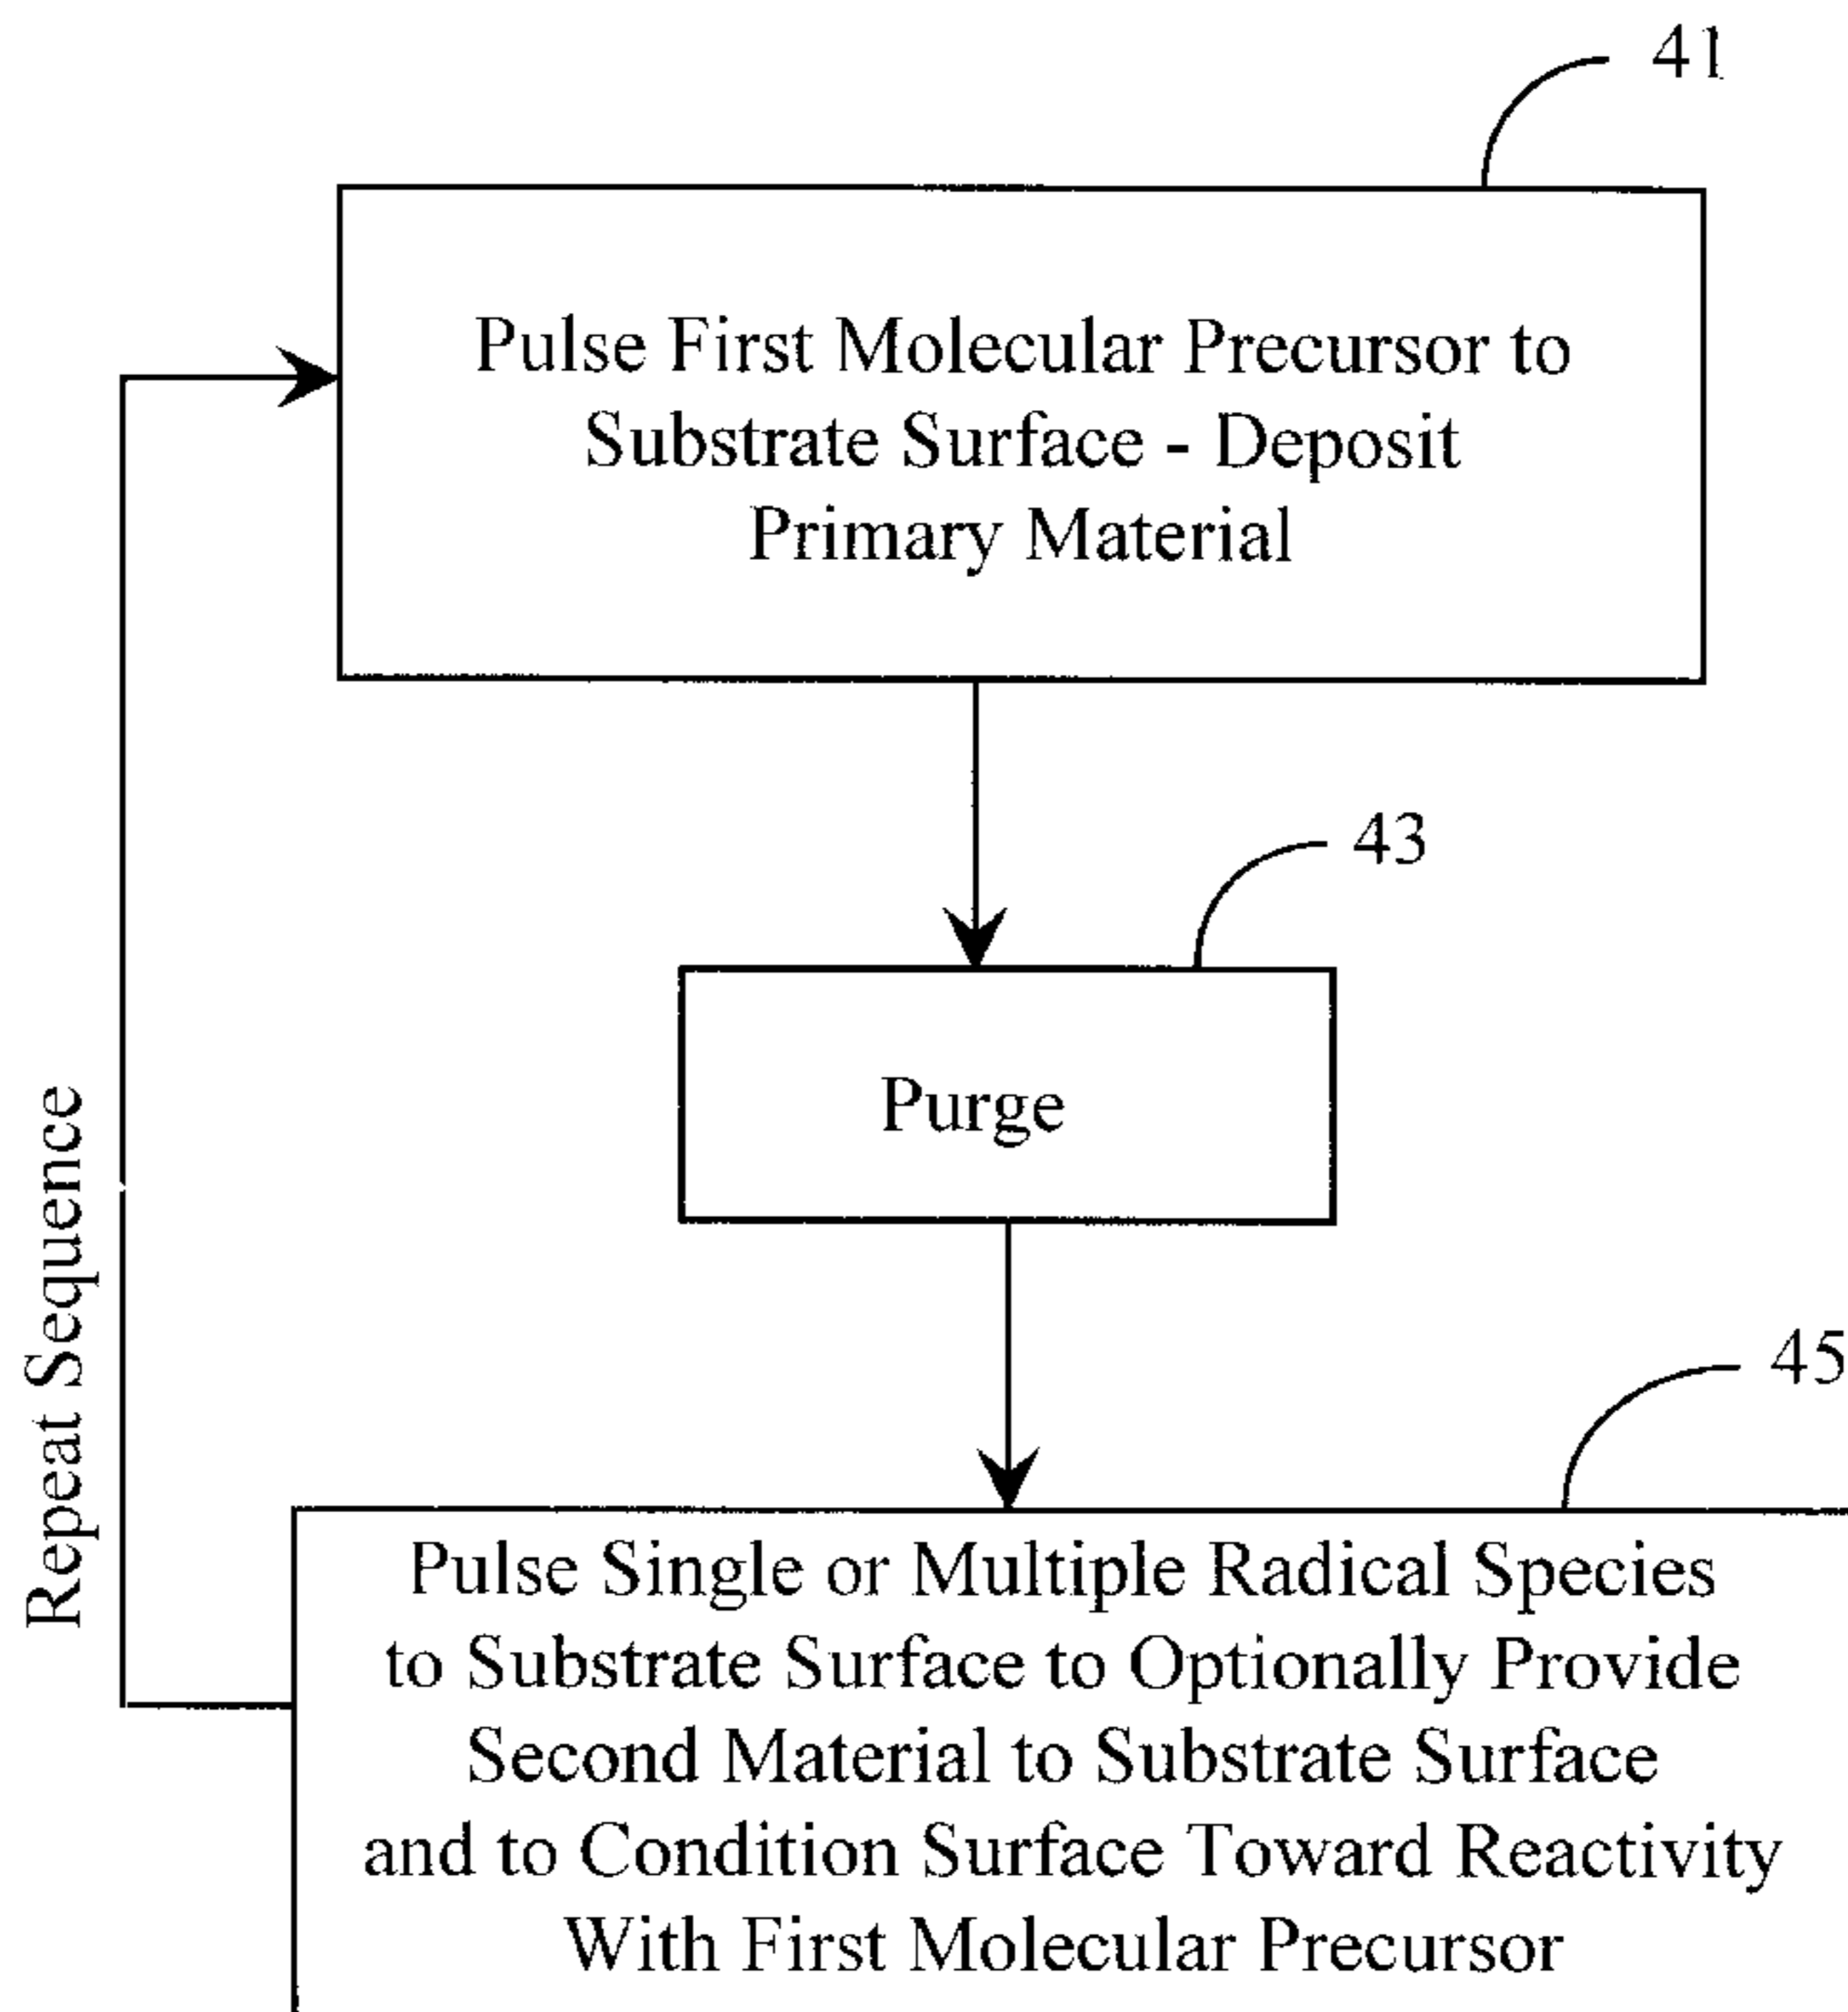 41
Pulse First Molecular Precursor to
Substrate Surface - Deposit
Primary Material
43
Purge
45
Pulse Single or Multiple Radical Species
to Substrate Surface to Optionally Provide
Second Material to Substrate Surface
and to Condition Surface Toward Reactivity
With First Molecular Precursor
Repeat Sequence